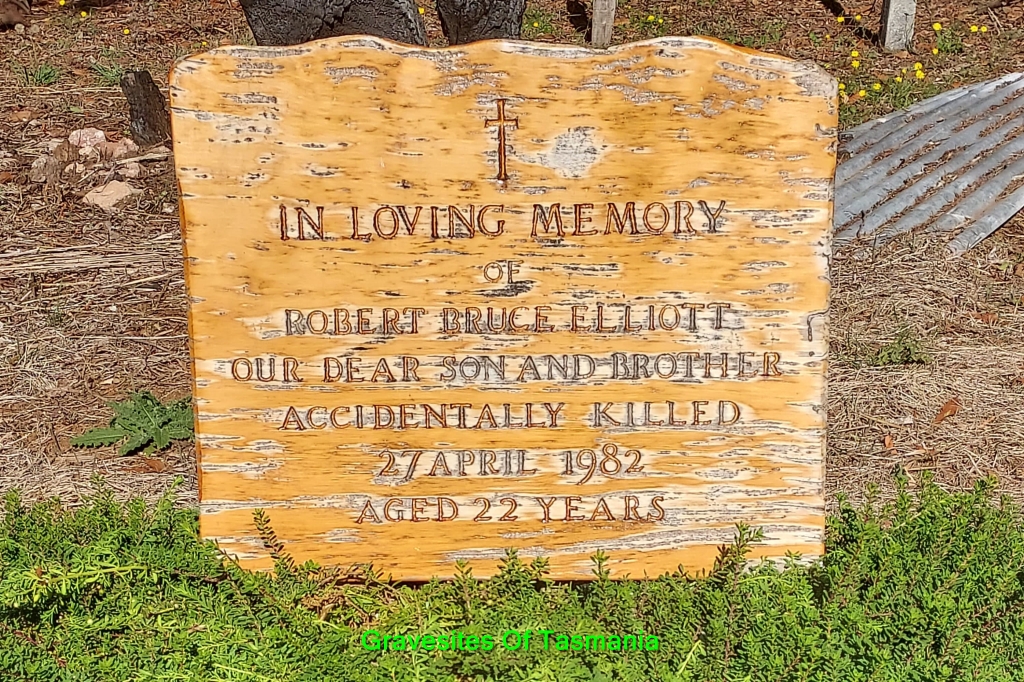 IN LOVING MEMORY
OF
ROBERT BRUCE ELLIOTT
OUR DEAR SON AND BROTHER
ACCIDENTALLY KILLED
27 APRIL 1982
AGED 22 YEARS
Gravesites Of Tasmania